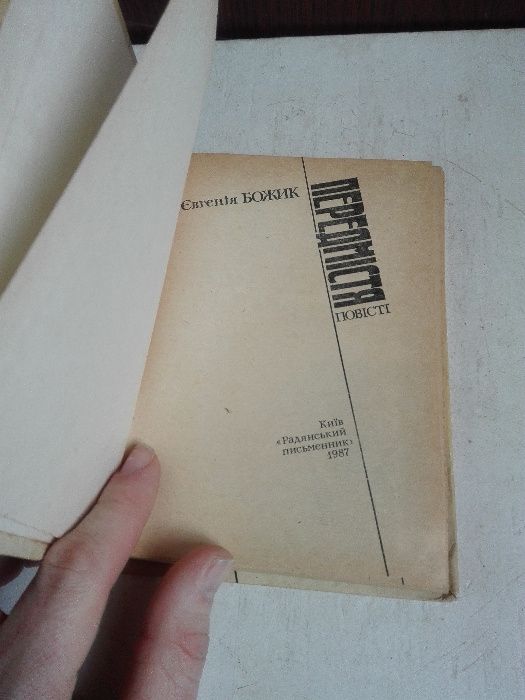 Євгенія БОЖИК
ПЕРЕДМІСТЯ
ПОВІСТІ
Київ
«Радянський
письменник»
1987